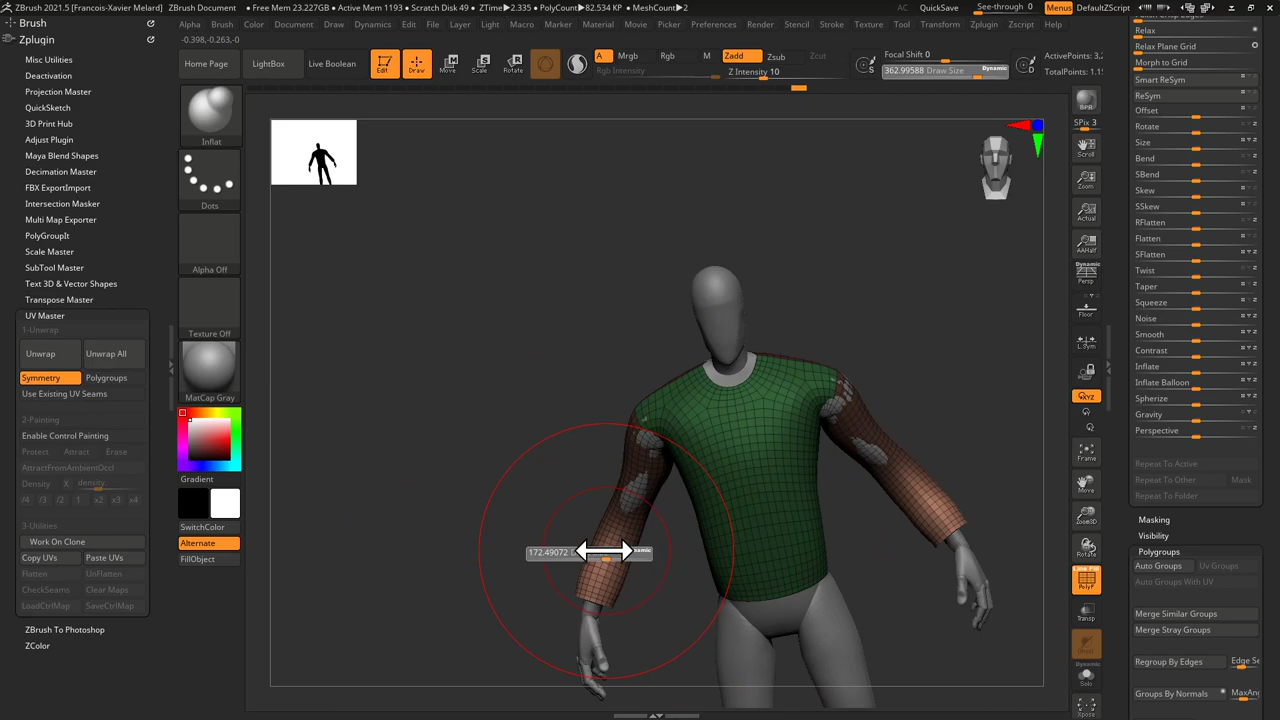 ZBrush 2021.5 [Francois-Xavier Melard]   ZBrush Document   • Free Mem 23.227GB • Active Mem 9093 • Scratch Disk 49 • ZTime▸2.335 • PolyCount▸82.534 KP • MeshCount▸2   AC   QuickSave   See-through 0   Menus   DefaultZScript
Brush
Alpha Brush Color Document Draw Dynamics Edit File Layer Light Macro Marker Material Movie Picker Preferences Render Stencil Stroke Texture Tool Transform Zplugin Zscript Help
Zplugin
-0.398,-0.263,-0
Home Page LightBox Live Boolean Edit Draw Move Scale Rotate
A Mrgb Rgb M Zadd Zsub Zcut
Rgb Intensity Z Intensity 10
Focal Shift 0
362.99588 Draw Size Dynamic
S D
TotalPoints: 1.1
Misc Utilities
Deactivation
Projection Master
QuickSketch
3D Print Hub
Adjust Plugin
Maya Blend Shapes
Decimation Master
FBX ExportImport
Intersection Masker
Multi Map Exporter
PolyGroupIt
Scale Master
SubTool Master
Text 3D & Vector Shapes
Transpose Master
UV Master
1-Unwrap
Unwrap Unwrap All
Symmetry Polygroups
Use Existing UV Seams
2-Painting
Enable Control Painting
Protect Attract Erase
AttractFromAmbientOccl
Density X density
/4 /3 /2 1 x2 x3 x4
3-Utilities
Work On Clone
Copy UVs Paste UVs
Flatten UnFlatten
CheckSeams Clear Maps
LoadCtrlMap SaveCtrlMap
ZBrush To Photoshop
ZColor
Inflat
Dots
Alpha Off
Texture Off
MatCap Gray
Gradient
SwitchColor
Alternate
FillObject
172.49072
BPR
SPix 3
Scroll
Zoom
Actual
AAHalf
Dynamic
Persp
Floor
L.Sym
XYZ
Frame
Move
Zoom3D
Rotate
Line Fill
PolyF
Transp
Dynamic
Solo
Xpose
Relax
Relax Plane Grid
Morph to Grid
Smart ReSym
ReSym
Offset
Rotate
Size
Bend
SBend
Skew
SSkew
RFlatten
Flatten
SFlatten
Twist
Taper
Squeeze
Noise
Smooth
Contrast
Inflate
Inflate Balloon
Spherize
Gravity
Perspective
Repeat To Active
Repeat To Other Mask
Repeat To Folder
Masking
Visibility
Polygroups
Auto Groups Uv Groups
Auto Groups With UV
Merge Similar Groups
Merge Stray Groups
Regroup By Edges Edge Se
Groups By Normals MaxAn